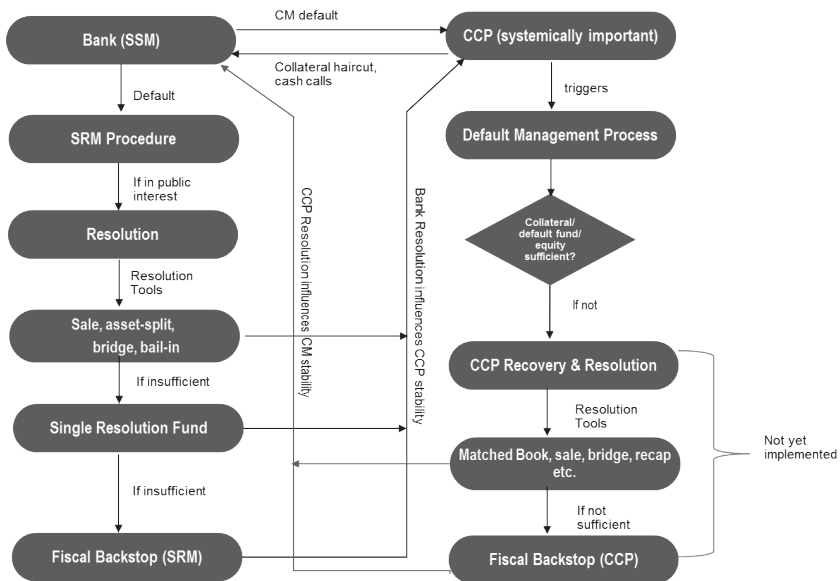 CM default
Bank (SSM)
CCP (systemically important)
Collateral haircut,
cash calls
Default
triggers
SRM Procedure
Default Management Process
If in public
interest
Resolution
Collateral/
default fund/
equity
sufficient?
Resolution
Tools
If not
Sale, asset-split,
bridge, bail-in
CCP Resolution influences CM stability
Bank Resolution influences CCP stability
CCP Recovery & Resolution
If insufficient
Resolution
Tools
Single Resolution Fund
Matched Book, sale, bridge, recap
etc.
Not yet
implemented
If insufficient
If not
sufficient
Fiscal Backstop (SRM)
Fiscal Backstop (CCP)